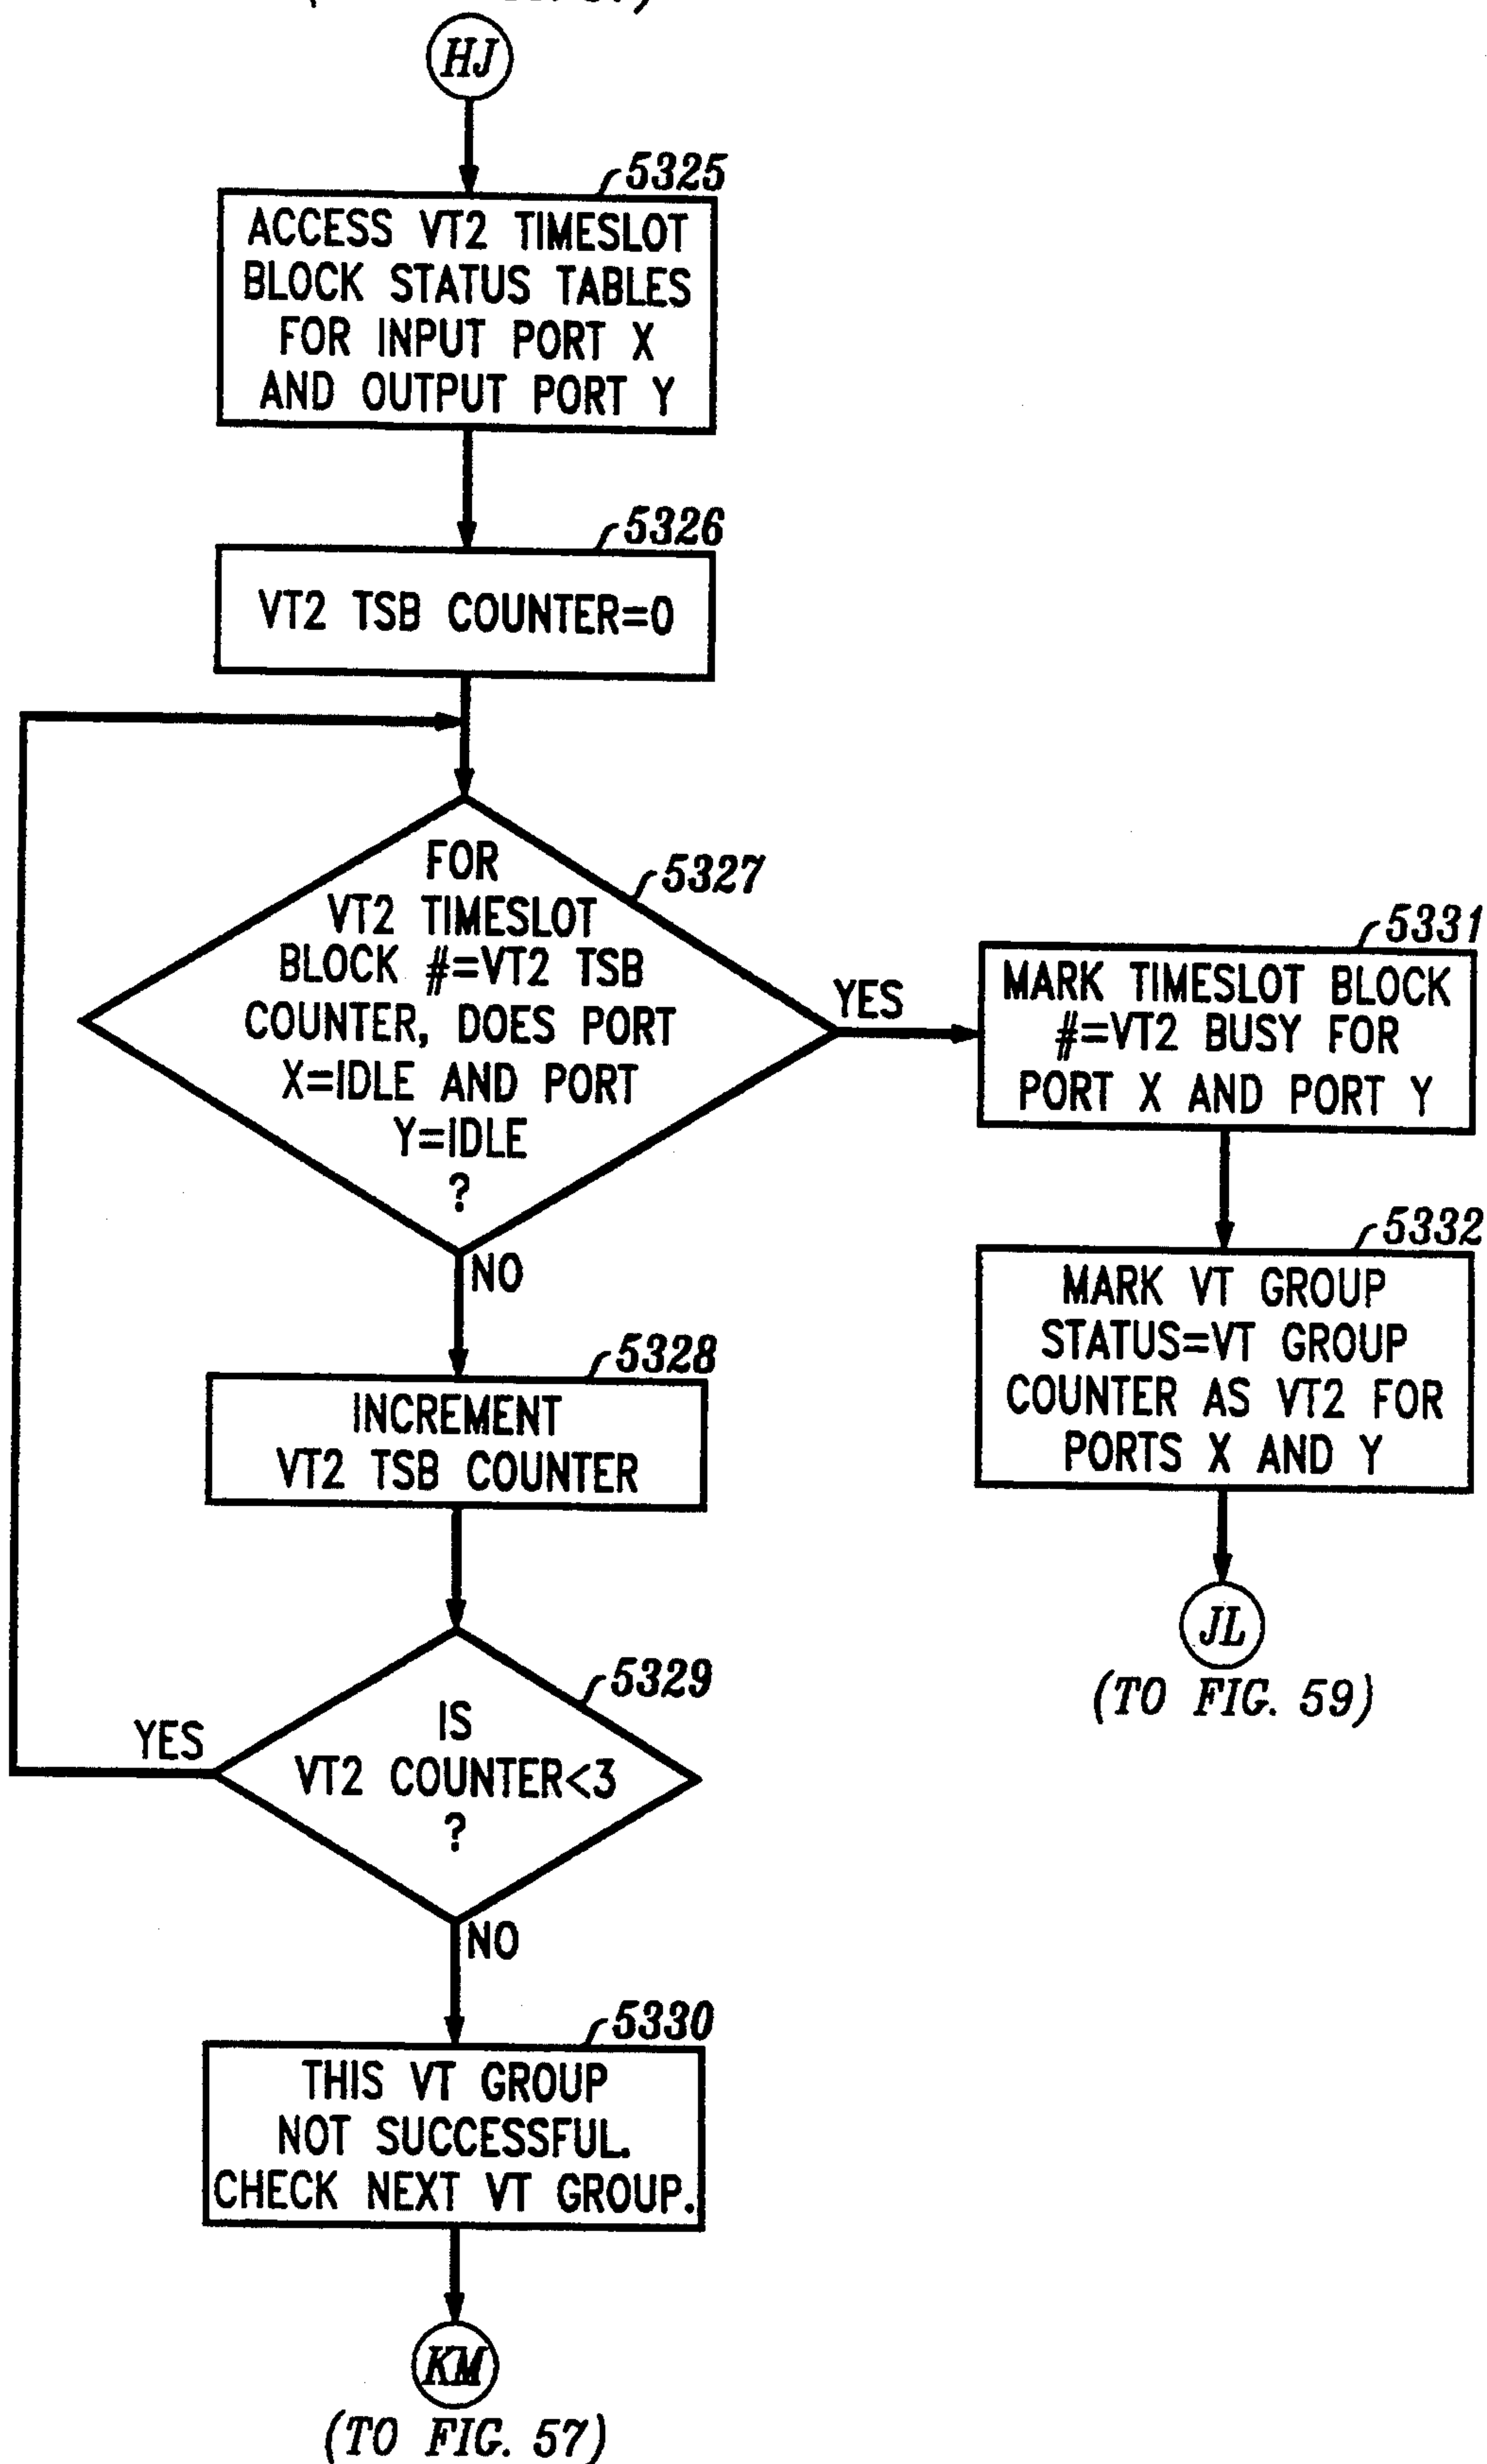 HJ
5325
ACCESS VT2 TIMESLOT
BLOCK STATUS TABLES
FOR INPUT PORT X
AND OUTPUT PORT Y
5326
VT2 TSB COUNTER=0
5327
FOR
VT2 TIMESLOT
BLOCK #=VT2 TSB
COUNTER, DOES PORT
X=IDLE AND PORT
Y=IDLE
?
YES
NO
5331
MARK TIMESLOT BLOCK
#=VT2 BUSY FOR
PORT X AND PORT Y
5332
MARK VT GROUP
STATUS=VT GROUP
COUNTER AS VT2 FOR
PORTS X AND Y
JL
(TO FIG. 59)
5328
INCREMENT
VT2 TSB COUNTER
5329
IS
VT2 COUNTER<3
?
YES
NO
5330
THIS VT GROUP
NOT SUCCESSFUL.
CHECK NEXT VT GROUP.
KM
(TO FIG. 57)